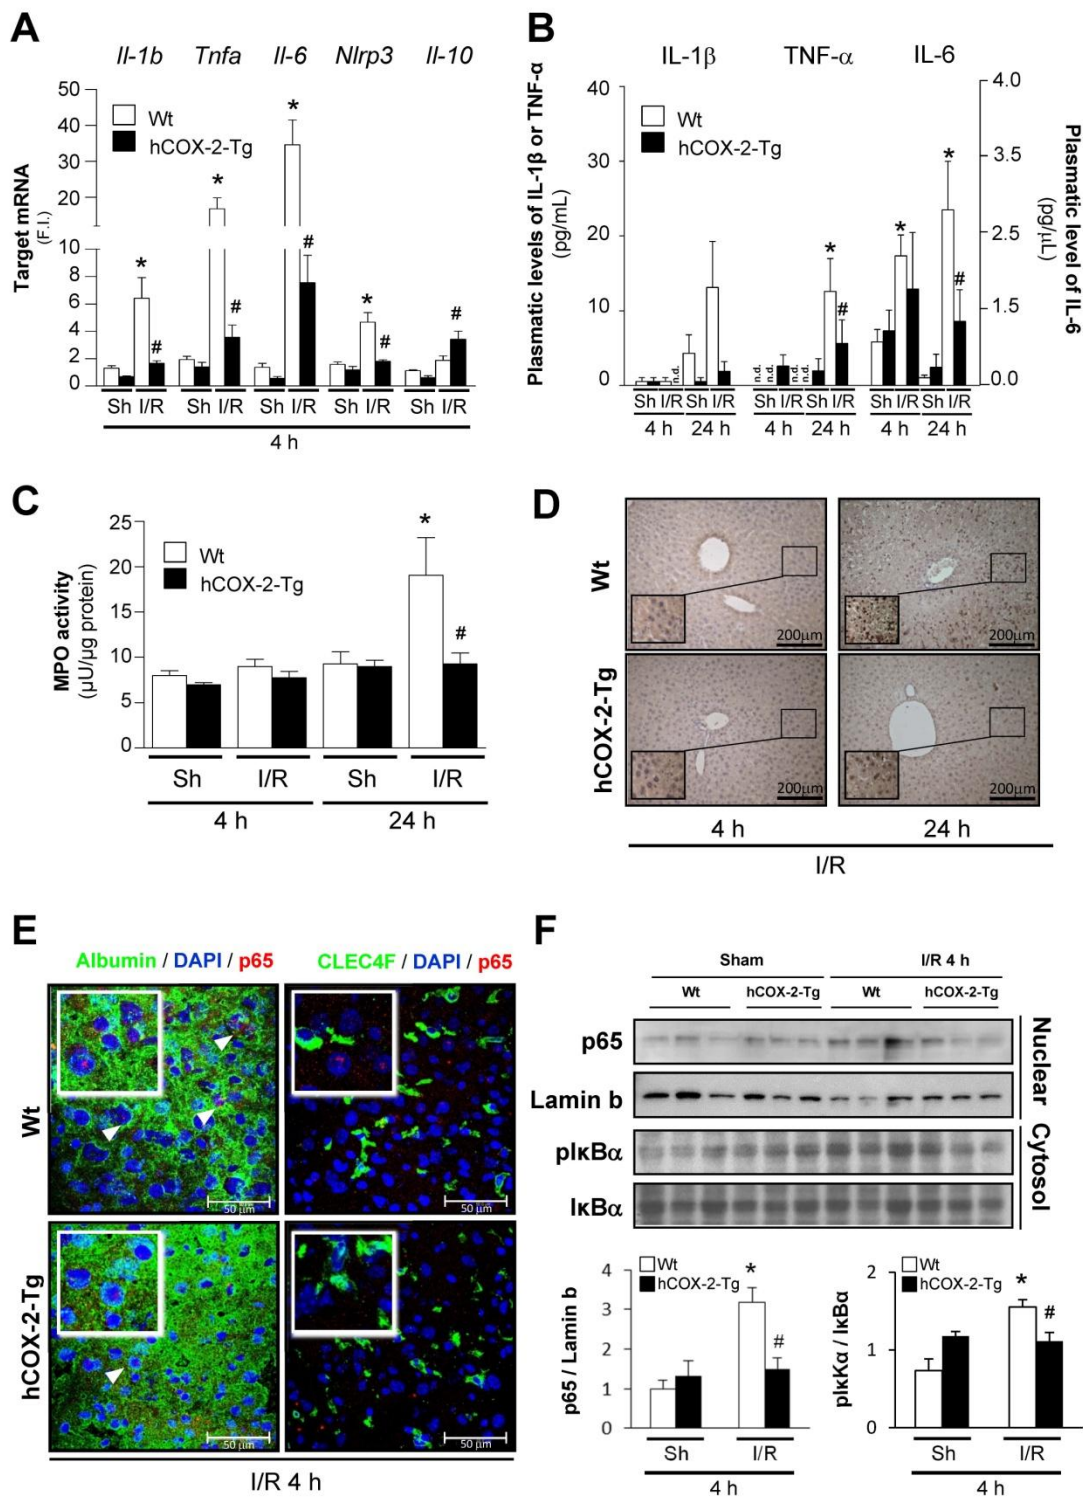 A
Il-1b Tnfa Il-6 Nlrp3 Il-10
Target mRNA
(F.I.)
50
40
30
20
10
8
6
4
2
0
Wt
hCOX-2-Tg
* # * # * # * # #
Sh I/R Sh I/R Sh I/R Sh I/R Sh I/R
4 h
B
IL-1β TNF-α IL-6
Plasmatic levels of IL-1β or TNF-α
(pg/mL)
40
30
20
10
0
Wt
hCOX-2-Tg
n.d. n.d. n.d. n.d. n.d.
* # * * #
4.0
3.5
2.5
1.5
0.0
Plasmatic level of IL-6
(pg/µL)
Sh I/R Sh I/R Sh I/R Sh I/R Sh I/R Sh I/R
4 h 24 h 4 h 24 h 4 h 24 h
C
MPO activity
(µU/µg protein)
25
20
15
10
5
0
Wt
hCOX-2-Tg
* #
Sh I/R Sh I/R
4 h 24 h
D
Wt
200µm 200µm
hCOX-2-Tg
200µm 200µm
4 h 24 h
I/R
E
Albumin / DAPI / p65 CLEC4F / DAPI / p65
Wt
50 µm 50 µm
hCOX-2-Tg
50 µm 50 µm
I/R 4 h
F
Sham I/R 4 h
Wt hCOX-2-Tg Wt hCOX-2-Tg
p65
Lamin b
Nuclear
pIκBα
IκBα
Cytosol
p65 / Lamin b
4
3
2
1
0
Wt
hCOX-2-Tg
* #
Sh I/R
4 h
pIκKα / IκBα
2
1
0
Wt
hCOX-2-Tg
* #
Sh I/R
4 h